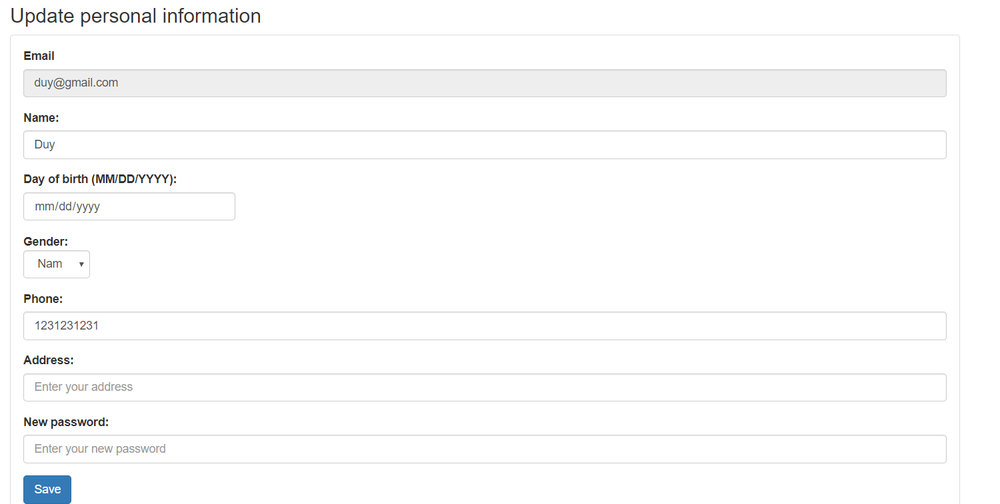 Update personal information
Email
duy@gmail.com
Name:
Duy
Day of birth (MM/DD/YYYY):
mm/dd/yyyy
Gender:
Nam
Phone:
1231231231
Address:
Enter your address
New password:
Enter your new password
Save